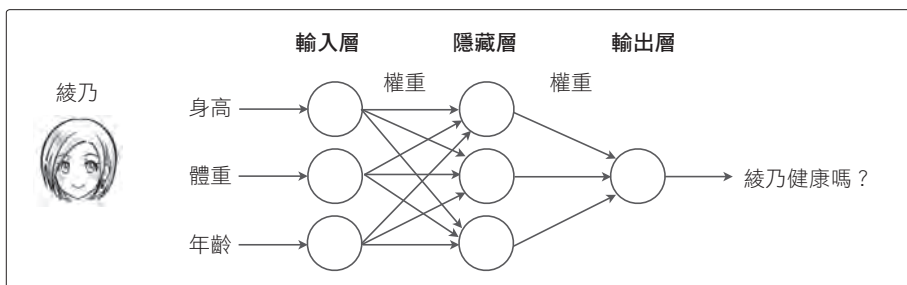 輸入層 隱藏層 輸出層
權重 權重
綾乃
身高
體重
年齡
綾乃健康嗎？